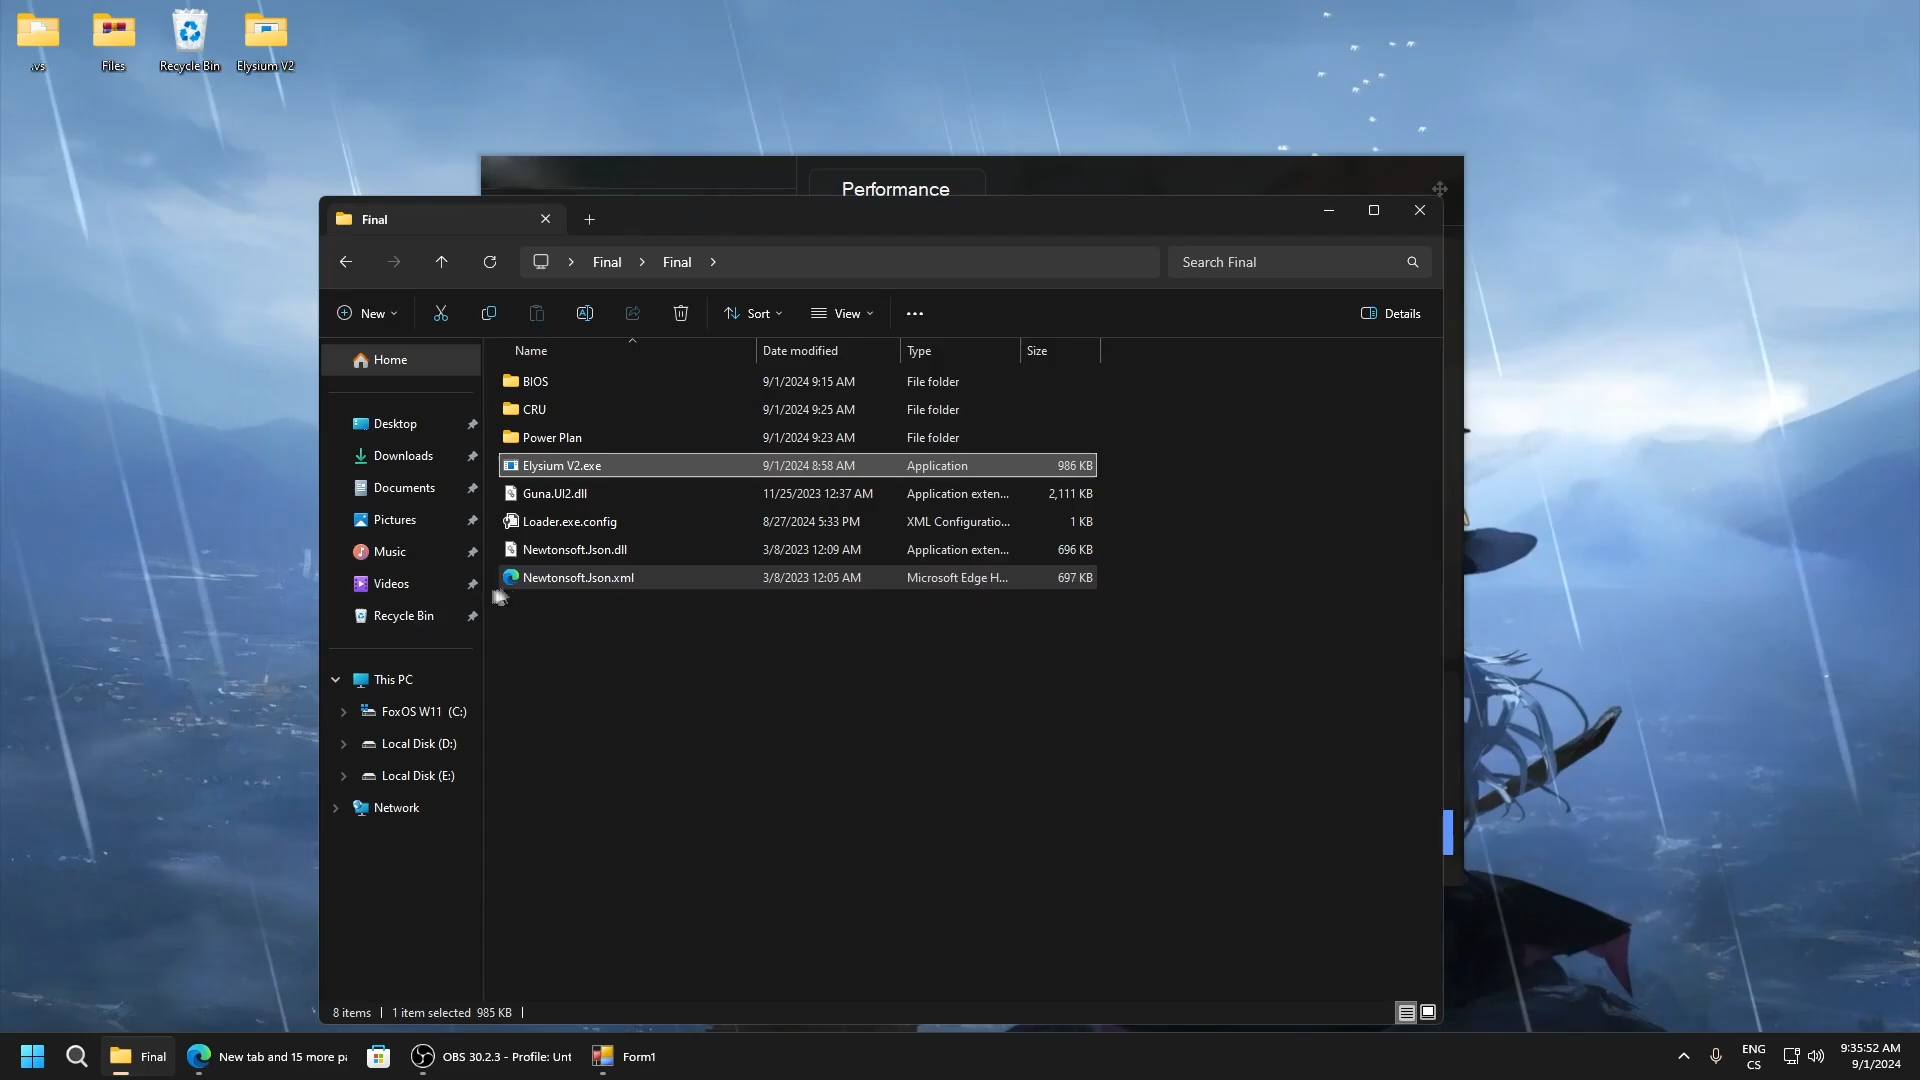 .vs
Files
Recycle Bin
Elysium V2
Performance
Final
Final
Final
Search Final
New
Sort
View
Details
Name
Date modified
Type
Size
Home
BIOS
9/1/2024 9:15 AM
File folder
CRU
9/1/2024 9:25 AM
File folder
Power Plan
9/1/2024 9:23 AM
File folder
Elysium V2.exe
9/1/2024 8:58 AM
Application
986 KB
Guna.UI2.dll
11/25/2023 12:37 AM
Application exten...
2,111 KB
Loader.exe.config
8/27/2024 5:33 PM
XML Configuratio...
1 KB
Newtonsoft.Json.dll
3/8/2023 12:09 AM
Application exten...
696 KB
Newtonsoft.Json.xml
3/8/2023 12:05 AM
Microsoft Edge H...
697 KB
Desktop
Downloads
Documents
Pictures
Music
Videos
Recycle Bin
This PC
FoxOS W11 (C:)
Local Disk (D:)
Local Disk (E:)
Network
8 items
1 item selected 985 KB
Final
New tab and 15 more pa
OBS 30.2.3 - Profile: Unt
Form1
ENG
CS
9:35:52 AM
9/1/2024